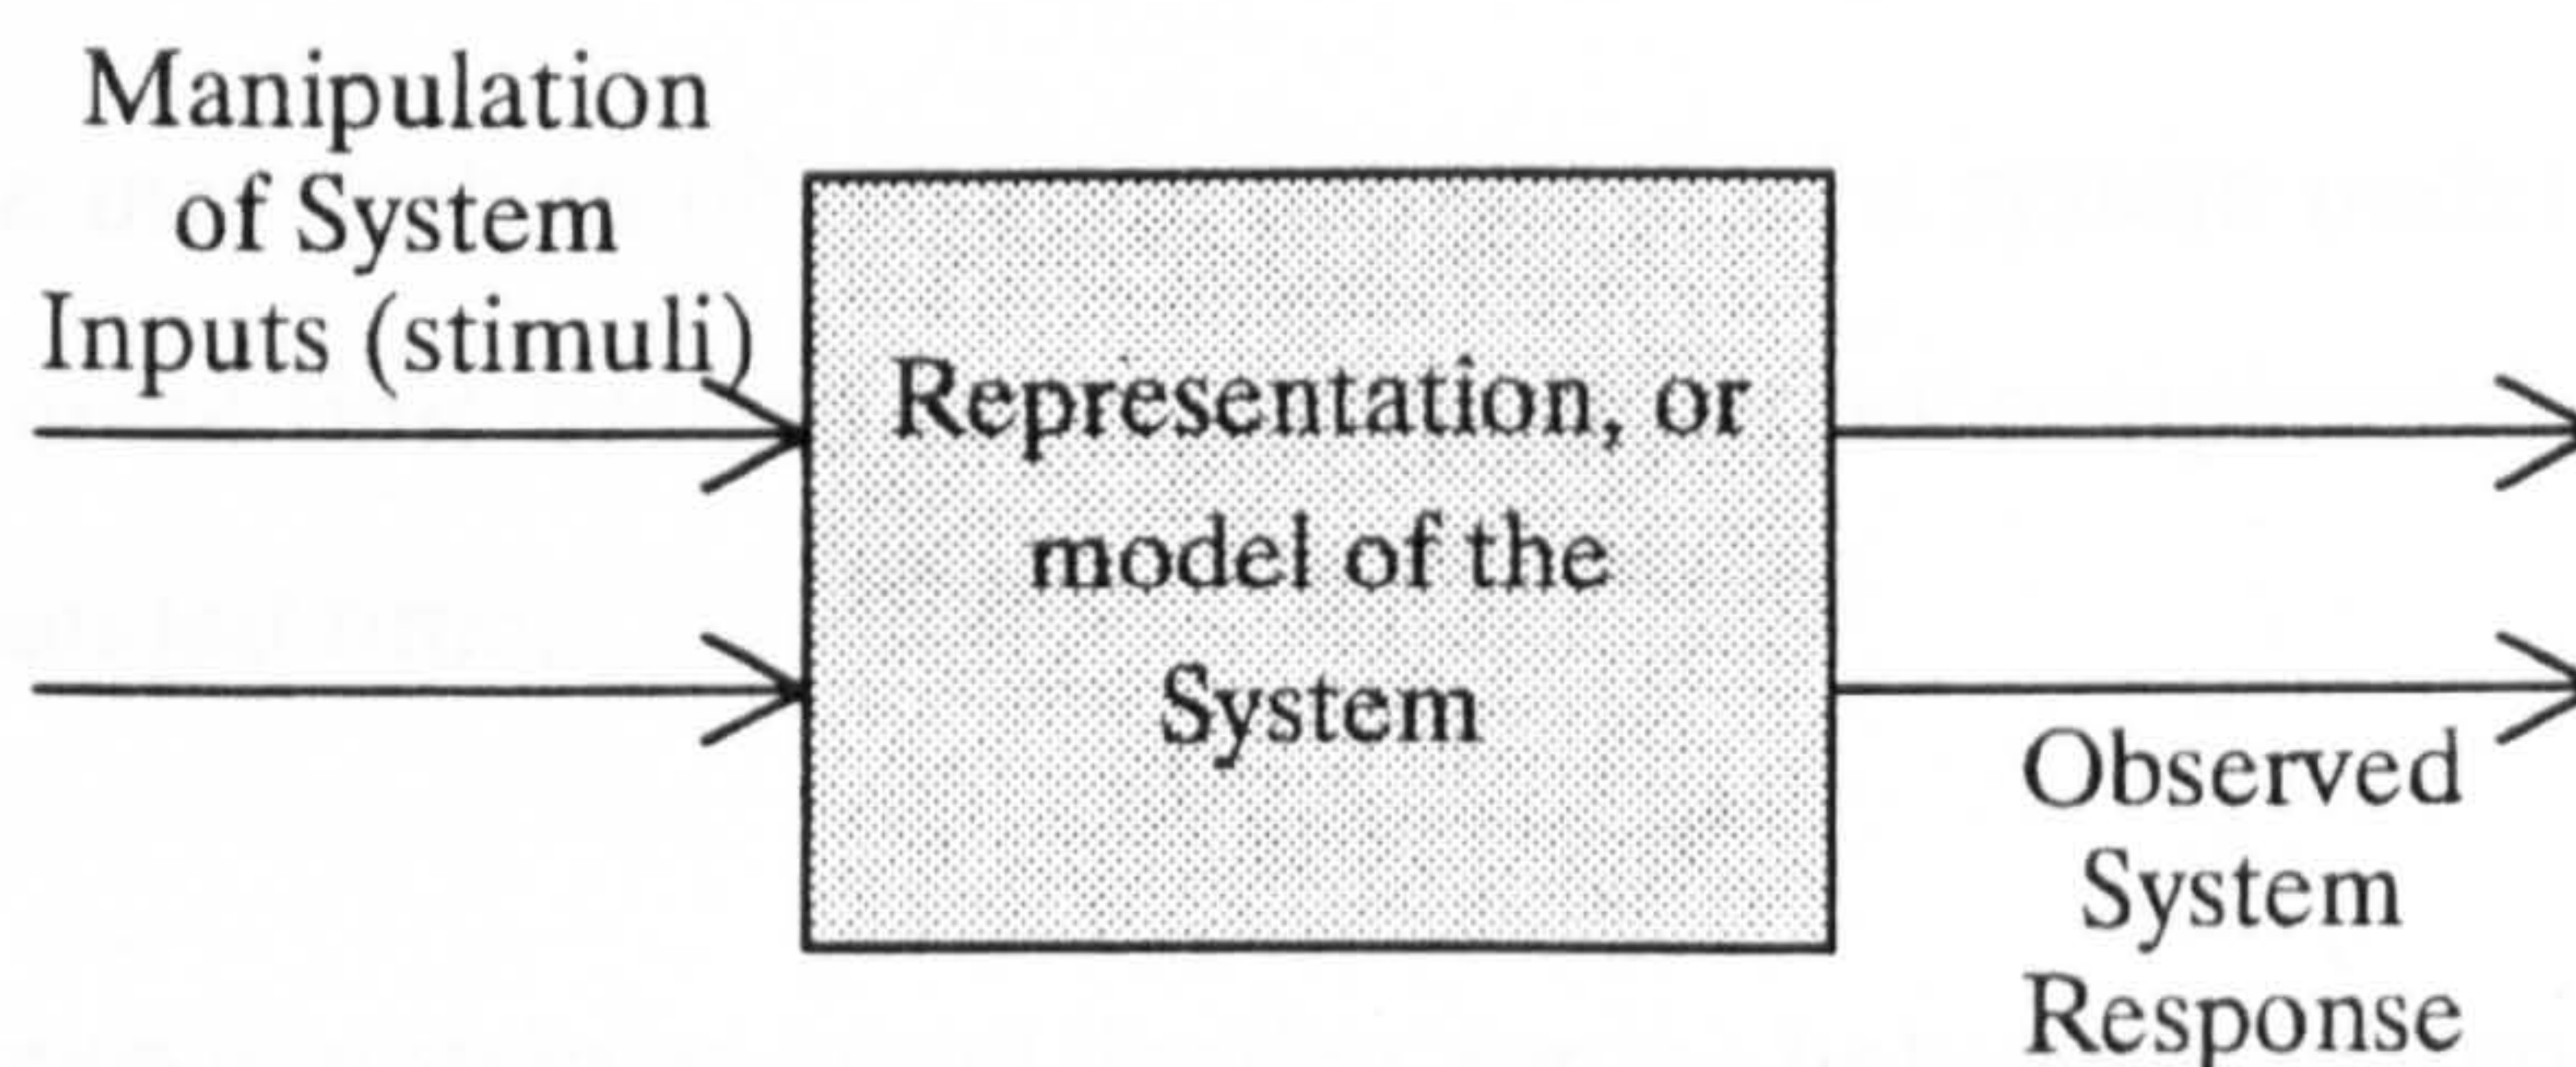 Manipulation
of System
Inputs (stimuli)
Representation, or
model of the
System
Observed
System
Response